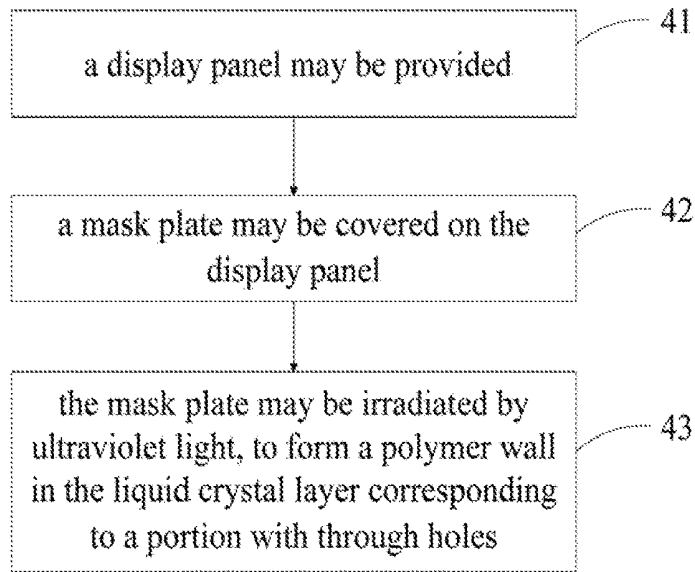 41
a display panel may be provided
42
a mask plate may be covered on the
display panel
43
the mask plate may be irradiated by
ultraviolet light, to form a polymer wall
in the liquid crystal layer corresponding
to a portion with through holes